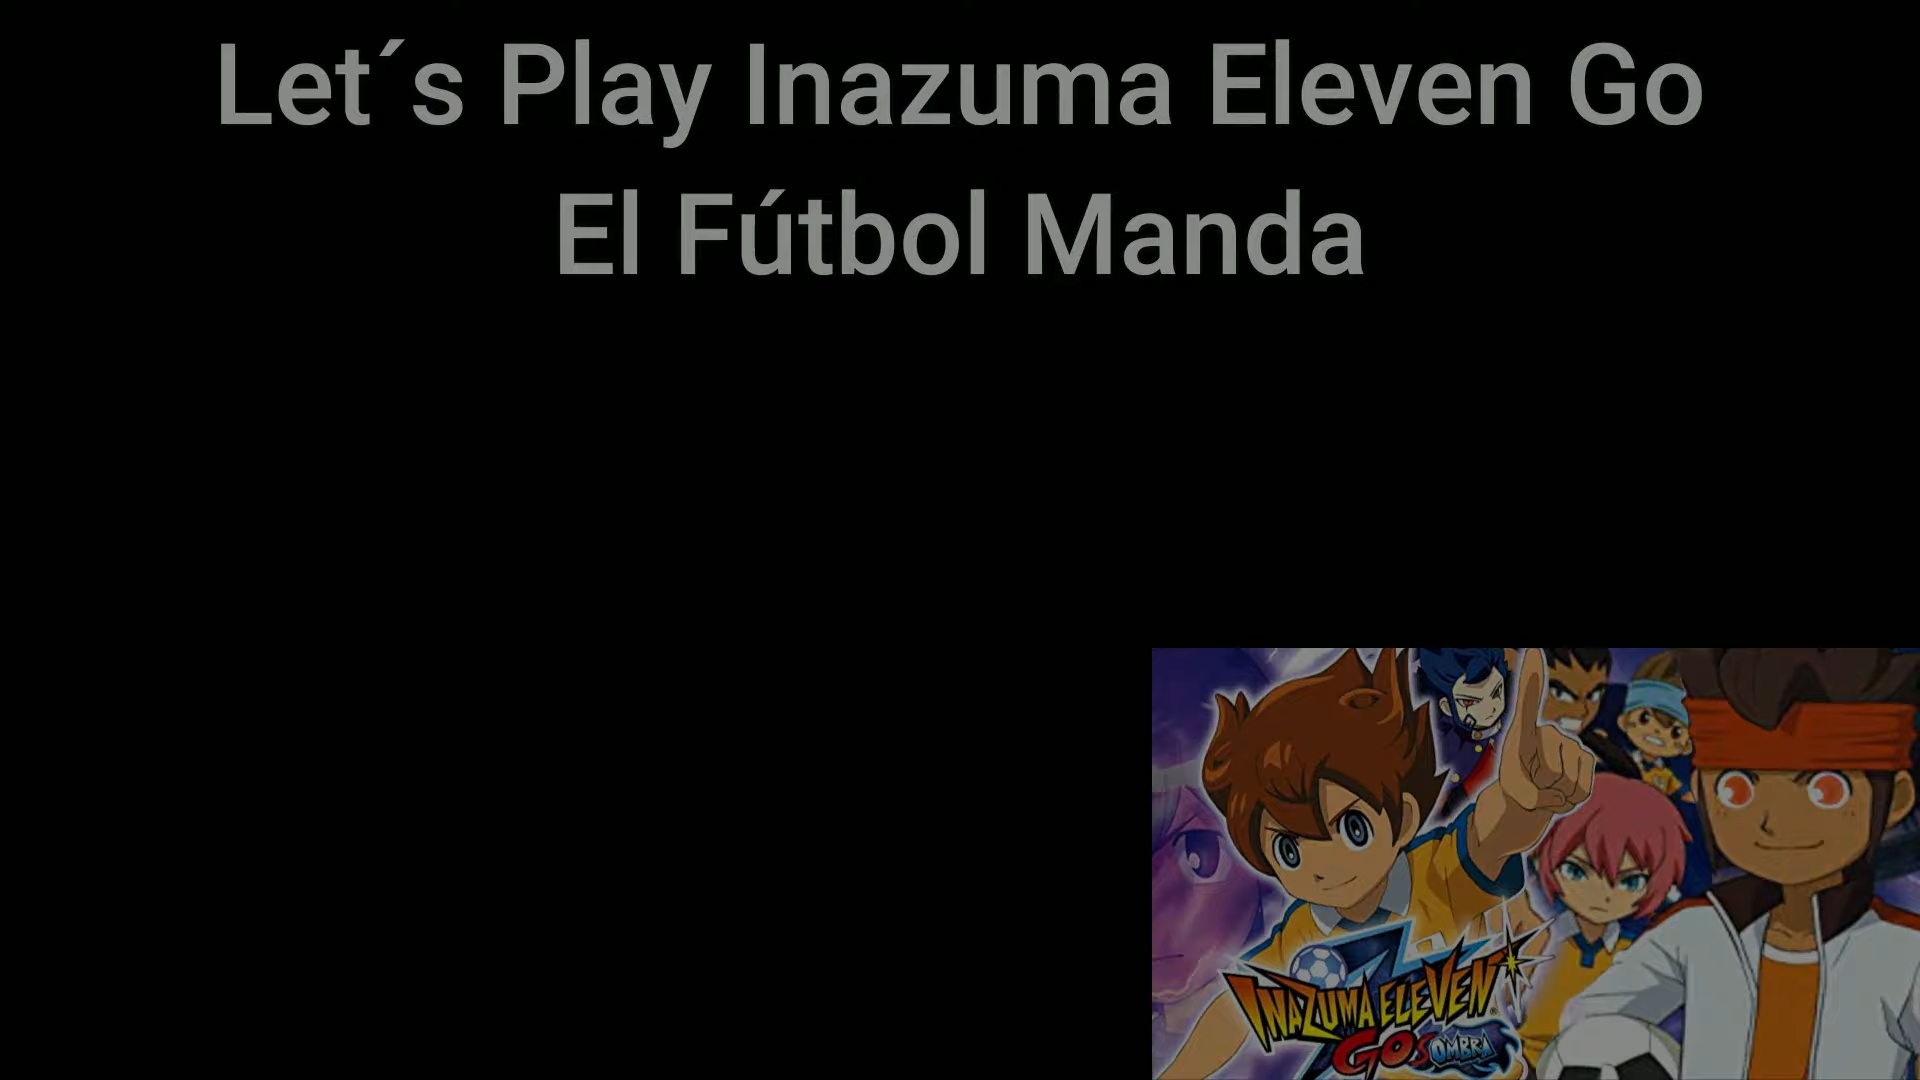 Let´s Play Inazuma Eleven Go
El Fútbol Manda
INAZUMA ELEVEN
GO SOMBRA